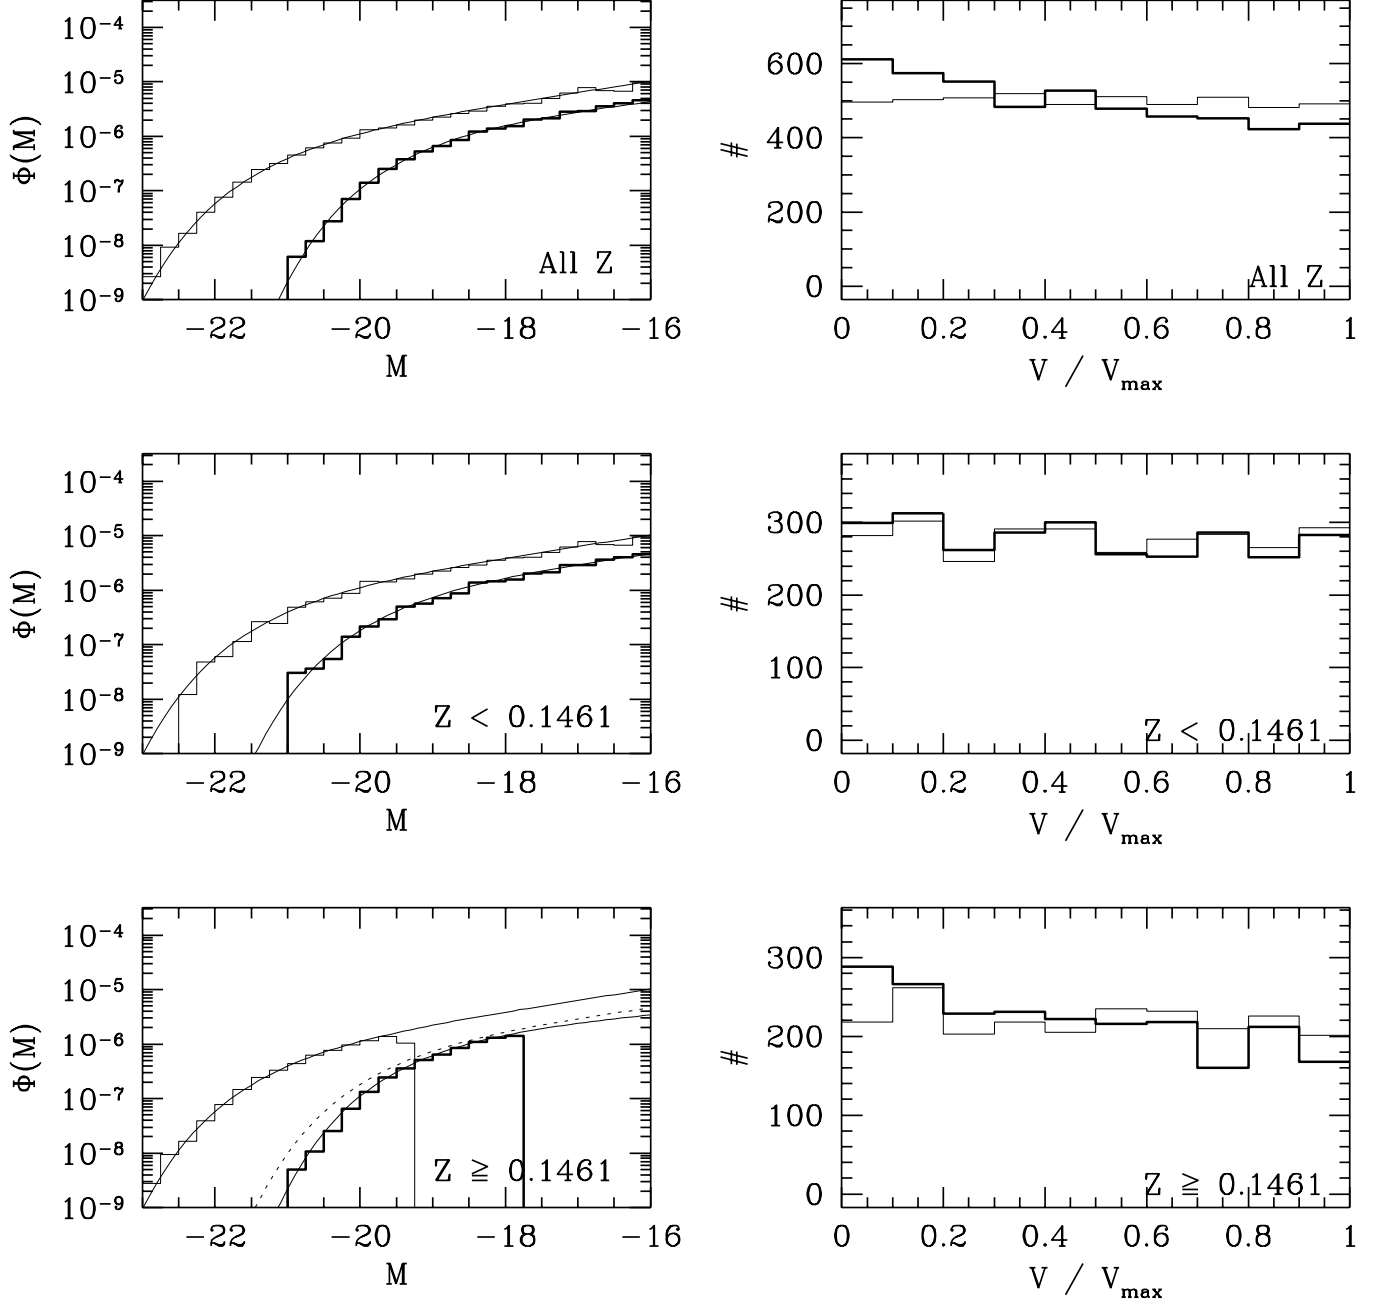 10⁻⁴
10⁻⁵
10⁻⁶
10⁻⁷
10⁻⁸
10⁻⁹
Φ(M)
All Z
−22 −20 −18 −16
M
600
400
200
0
#
All Z
0 0.2 0.4 0.6 0.8 1
V / Vmax
10⁻⁴
10⁻⁵
10⁻⁶
10⁻⁷
10⁻⁸
10⁻⁹
Φ(M)
Z < 0.1461
−22 −20 −18 −16
M
300
200
100
0
#
Z < 0.1461
0 0.2 0.4 0.6 0.8 1
V / Vmax
10⁻⁴
10⁻⁵
10⁻⁶
10⁻⁷
10⁻⁸
10⁻⁹
Φ(M)
Z ≧ 0.1461
−22 −20 −18 −16
M
300
200
100
0
#
Z ≧ 0.1461
0 0.2 0.4 0.6 0.8 1
V / Vmax